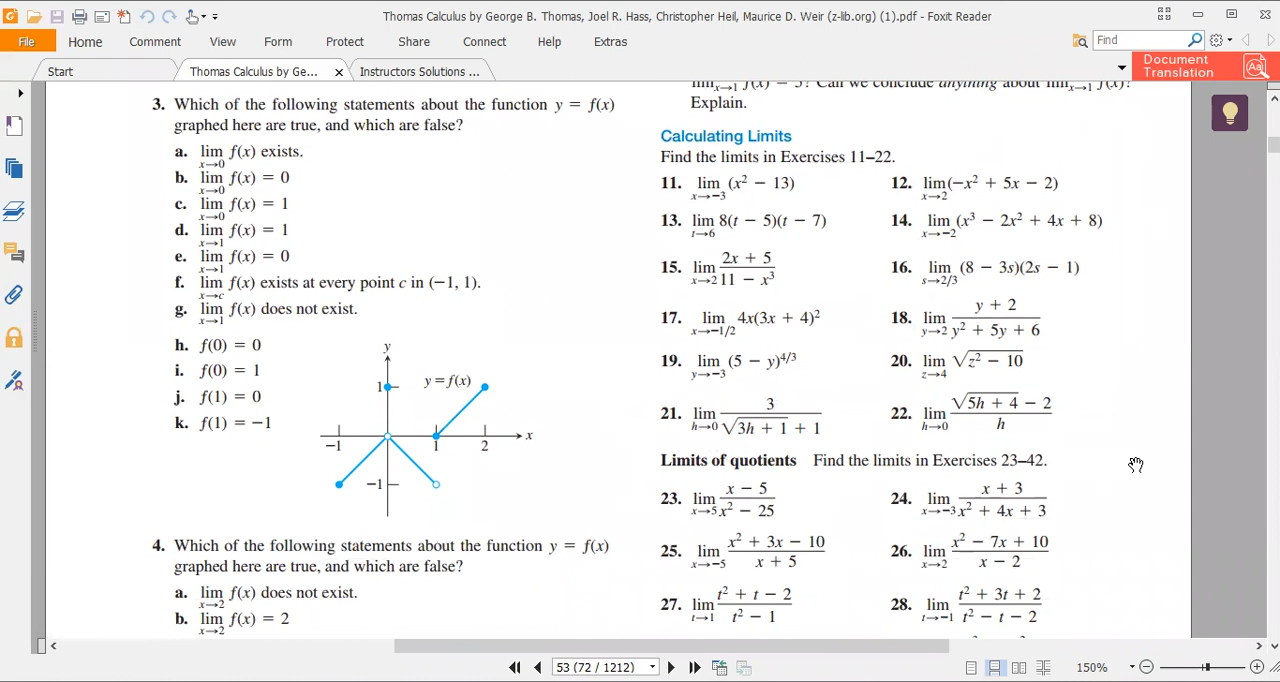 Thomas Calculus by George B. Thomas, Joel R. Hass, Christopher Heil, Maurice D. Weir (z-lib.org) (1).pdf - Foxit Reader
File Home Comment View Form Protect Share Connect Help Extras Find
Start Thomas Calculus by Ge... Instructors Solutions ... Document Translation
3. Which of the following statements about the function y = f(x)
graphed here are true, and which are false?
a. lim x→0 f(x) exists.
b. lim x→0 f(x) = 0
c. lim x→0 f(x) = 1
d. lim x→1 f(x) = 1
e. lim x→1 f(x) = 0
f. lim x→c f(x) exists at every point c in (−1, 1).
g. lim x→1 f(x) does not exist.
h. f(0) = 0
i. f(0) = 1
j. f(1) = 0
k. f(1) = −1
y
1
y = f(x)
x
−1 1 2
−1
4. Which of the following statements about the function y = f(x)
graphed here are true, and which are false?
a. lim x→2 f(x) does not exist.
b. lim x→2 f(x) = 2
lim x→1 f(x) = 5? Can we conclude anything about lim x→1 f(x)?
Explain.
Calculating Limits
Find the limits in Exercises 11–22.
11. lim x→−3 (x² − 13) 12. lim x→2 (−x² + 5x − 2)
13. lim t→6 8(t − 5)(t − 7) 14. lim x→−2 (x³ − 2x² + 4x + 8)
15. lim x→2 (2x + 5)/(11 − x³) 16. lim s→2/3 (8 − 3s)(2s − 1)
17. lim x→−1/2 4x(3x + 4)² 18. lim y→2 (y + 2)/(y² + 5y + 6)
19. lim y→−3 (5 − y)^4/3 20. lim z→4 √(z² − 10)
21. lim h→0 3/(√(3h + 1) + 1) 22. lim h→0 (√(5h + 4) − 2)/h
Limits of quotients Find the limits in Exercises 23–42.
23. lim x→5 (x − 5)/(x² − 25) 24. lim x→−3 (x + 3)/(x² + 4x + 3)
25. lim x→−5 (x² + 3x − 10)/(x + 5) 26. lim x→2 (x² − 7x + 10)/(x − 2)
27. lim t→1 (t² + t − 2)/(t² − 1) 28. lim t→−1 (t² + 3t + 2)/(t² − t − 2)
53 (72 / 1212) 150%